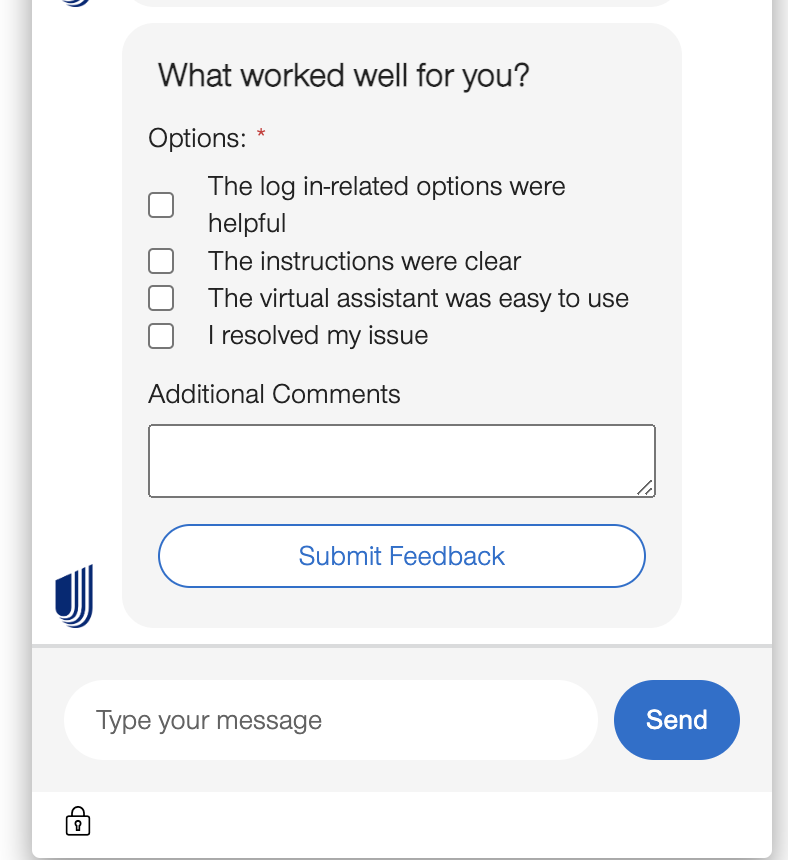 What worked well for you?
Options: *
The log in-related options were
helpful
The instructions were clear
The virtual assistant was easy to use
I resolved my issue
Additional Comments
Submit Feedback
Type your message
Send